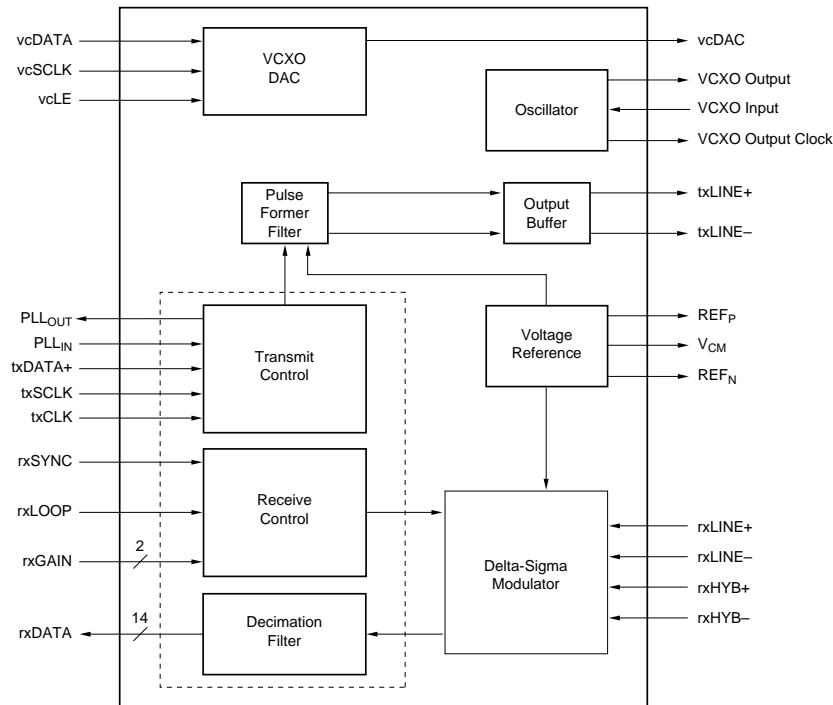 vcDATA
vcSCLK
vcLE
VCXO
DAC
vcDAC
Oscillator
VCXO Output
VCXO Input
VCXO Output Clock
Pulse
Former
Filter
Output
Buffer
txLINE+
txLINE–
PLLOUT
PLLIN
txDATA+
txSCLK
txCLK
Transmit
Control
Voltage
Reference
REFP
VCM
REFN
rxSYNC
rxLOOP
rxGAIN
2
Receive
Control
Delta-Sigma
Modulator
rxLINE+
rxLINE–
rxHYB+
rxHYB–
rxDATA
14
Decimation
Filter